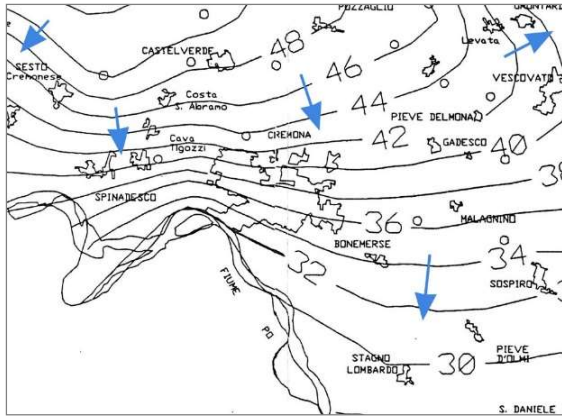 POZZAGLIO
GRONTARDO
Levata
CASTELVERDE
48
SESTO
Cremonese
46
VESCOVATO
Costa
S. Abramo
44
PIEVE DELMONA
Cava
Tigozzi
CREMONA
42
GADESCO
40
38
SPINADESCO
36
MALAGNINO
BONEMERSE
34
32
SOSPIRO
FIUME
PO
STAGNO
LOMBARDO
30
PIEVE
D'OLMI
S. DANIELE